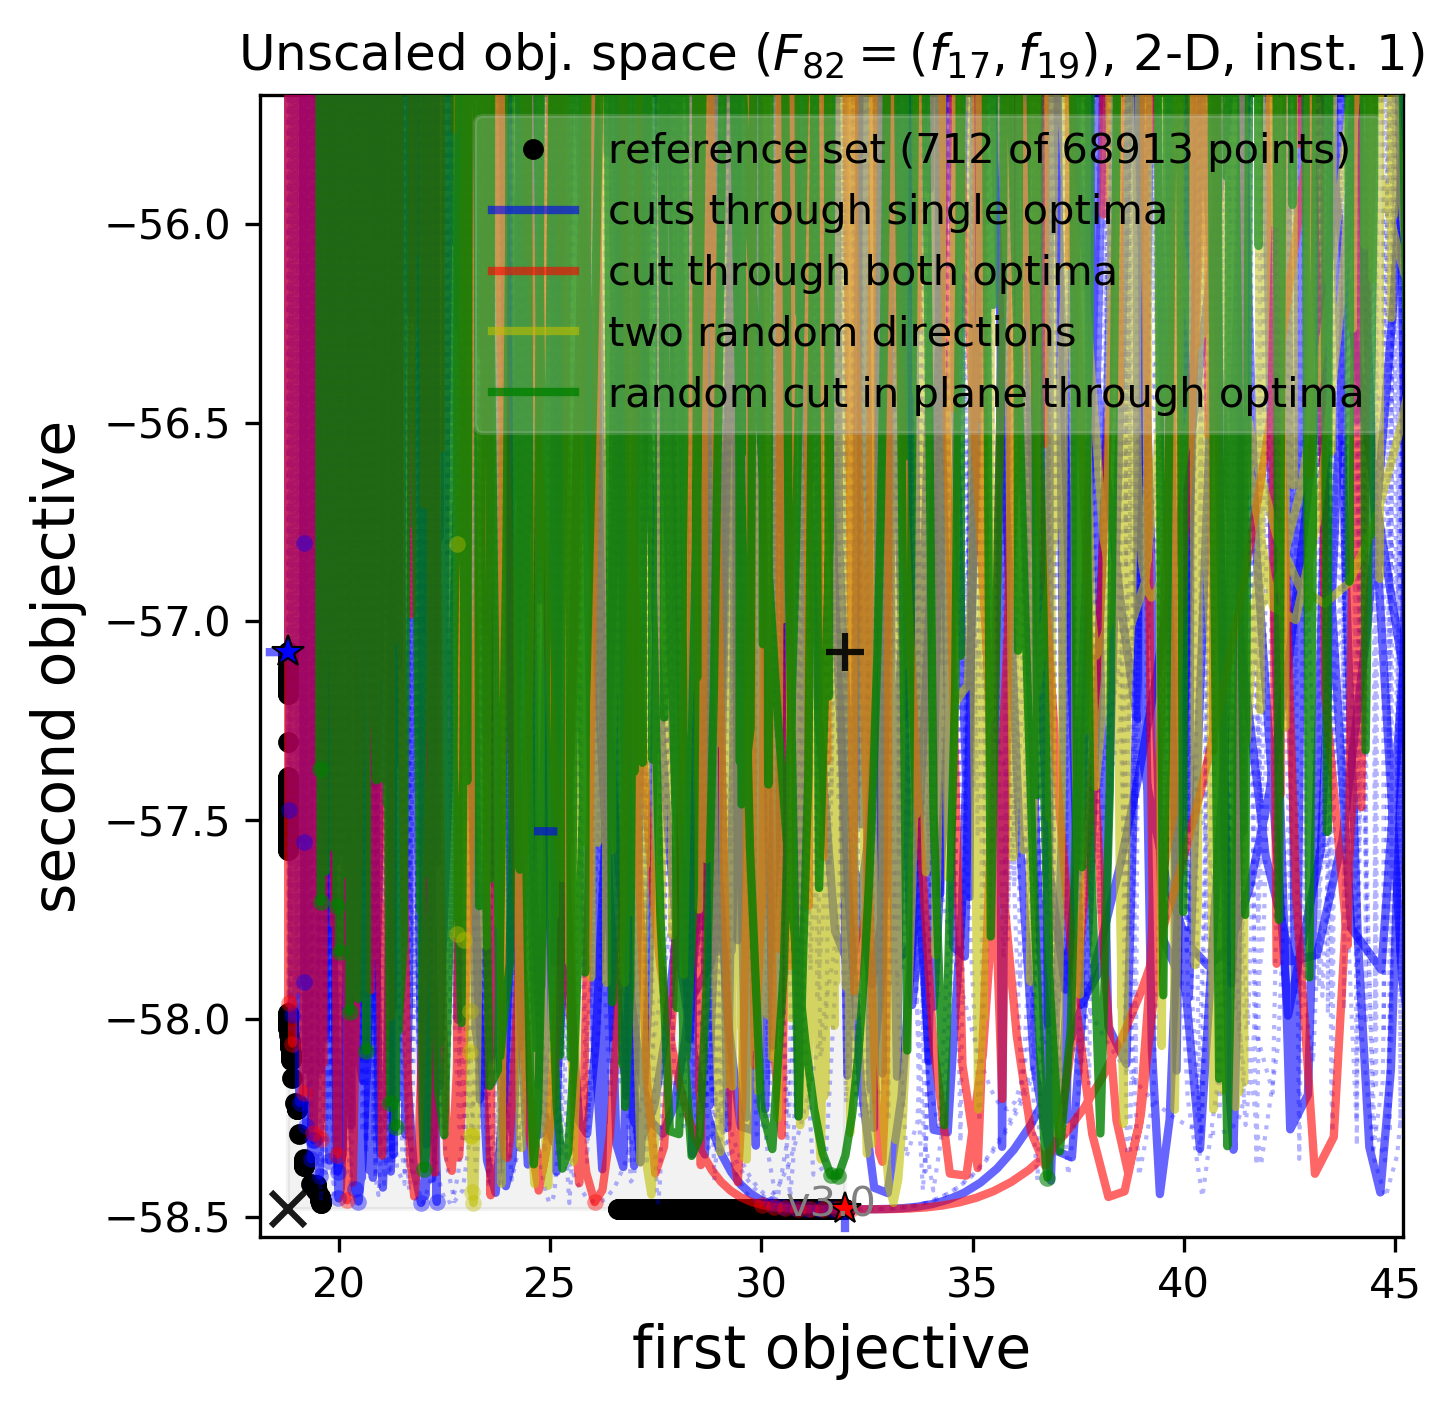 Unscaled obj. space ($F_{82} = (f_{17}, f_{19})$, 2-D, inst. 1)
reference set (712 of 68913 points)
cuts through single optima
cut through both optima
two random directions
random cut in plane through optima
second objective
−56.0
−56.5
−57.0
−57.5
−58.0
−58.5
v3.0
20
25
30
35
40
45
first objective